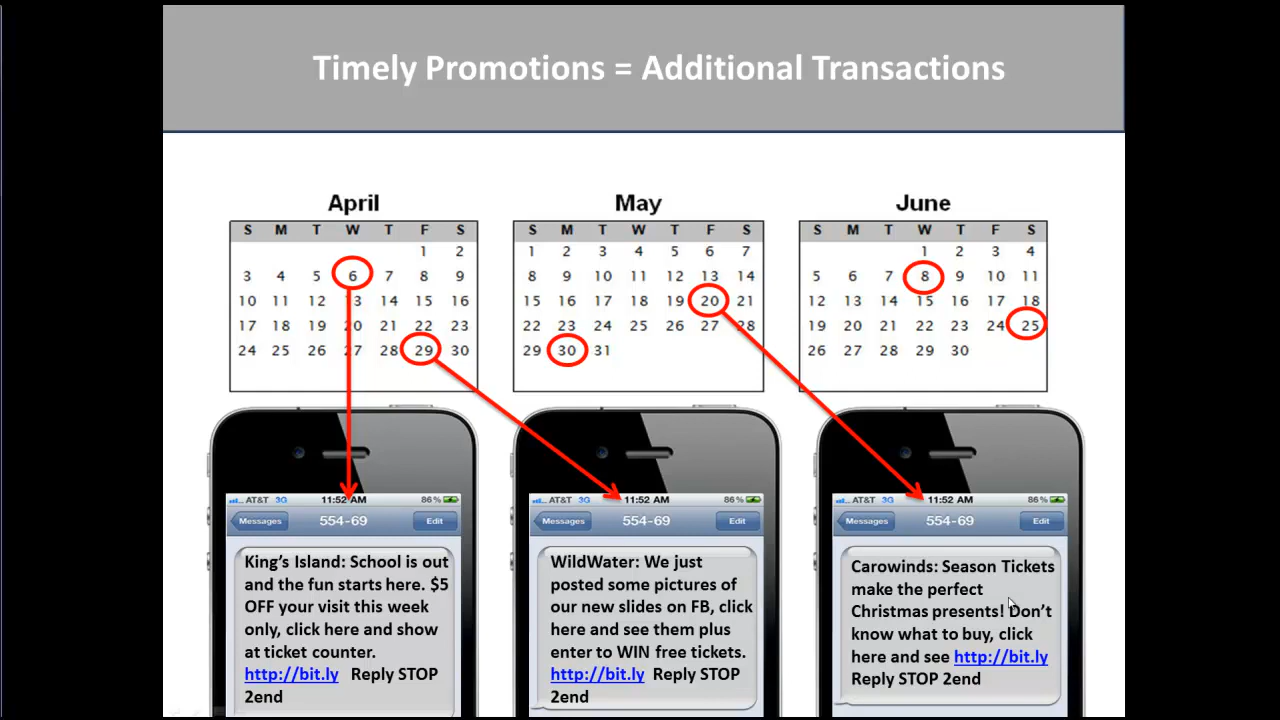 Timely Promotions = Additional Transactions
April
S M T W T F S
1 2
3 4 5 6 7 8 9
10 11 12 13 14 15 16
17 18 19 20 21 22 23
24 25 26 27 28 29 30
May
S M T W T F S
1 2 3 4 5 6 7
8 9 10 11 12 13 14
15 16 17 18 19 20 21
22 23 24 25 26 27 28
29 30 31
June
S M T W T F S
1 2 3 4
5 6 7 8 9 10 11
12 13 14 15 16 17 18
19 20 21 22 23 24 25
26 27 28 29 30
AT&T 3G 11:52 AM 86%
Messages 554-69 Edit
King's Island: School is out
and the fun starts here. $5
OFF your visit this week
only, click here and show
at ticket counter.
http://bit.ly Reply STOP
2end
AT&T 3G 11:52 AM 86%
Messages 554-69 Edit
WildWater: We just
posted some pictures of
our new slides on FB, click
here and see them plus
enter to WIN free tickets.
http://bit.ly Reply STOP
2end
AT&T 3G 11:52 AM 86%
Messages 554-69 Edit
Carowinds: Season Tickets
make the perfect
Christmas presents! Don't
know what to buy, click
here and see http://bit.ly
Reply STOP 2end